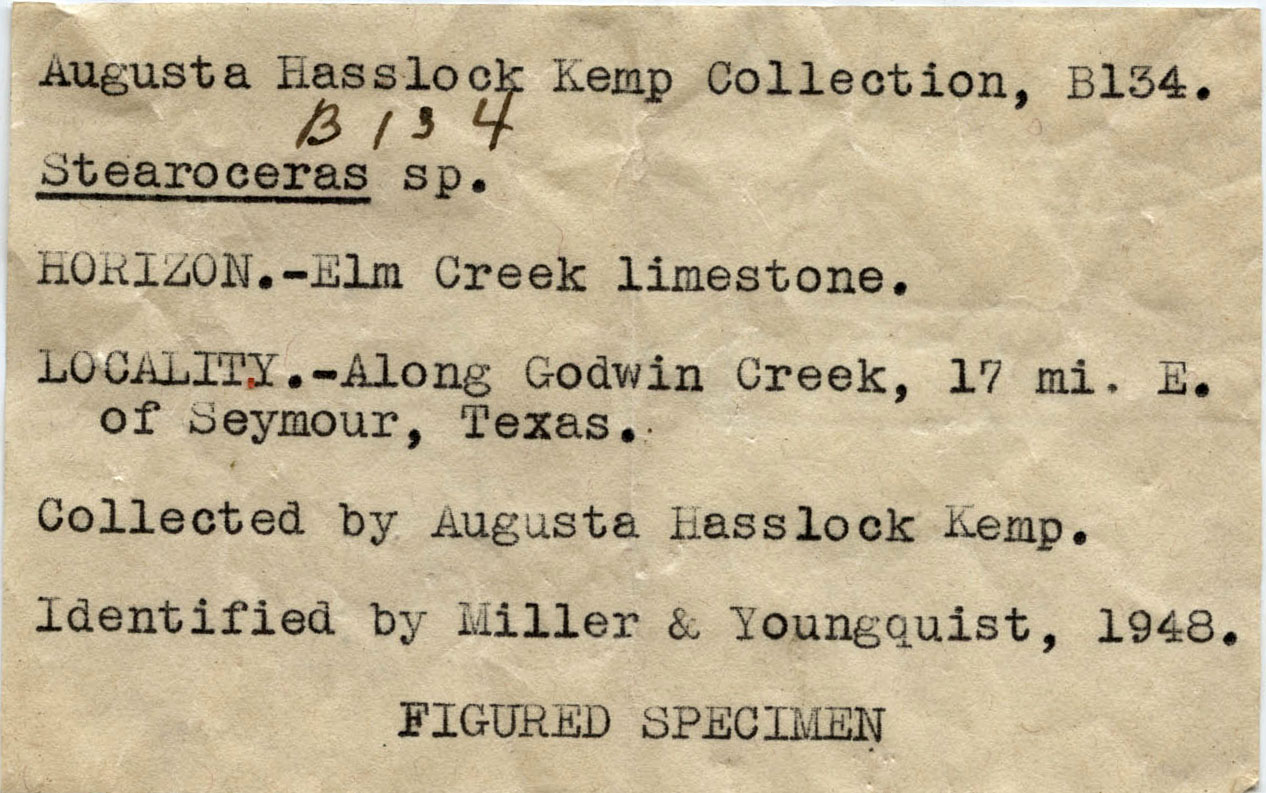 Augusta Hasslock Kemp Collection, B134.
B 134
Stearoceras sp.
HORIZON.-Elm Creek limestone.
LOCALITY.-Along Godwin Creek, 17 mi. E.
of Seymour, Texas.
Collected by Augusta Hasslock Kemp.
Identified by Miller & Youngquist, 1948.
FIGURED SPECIMEN